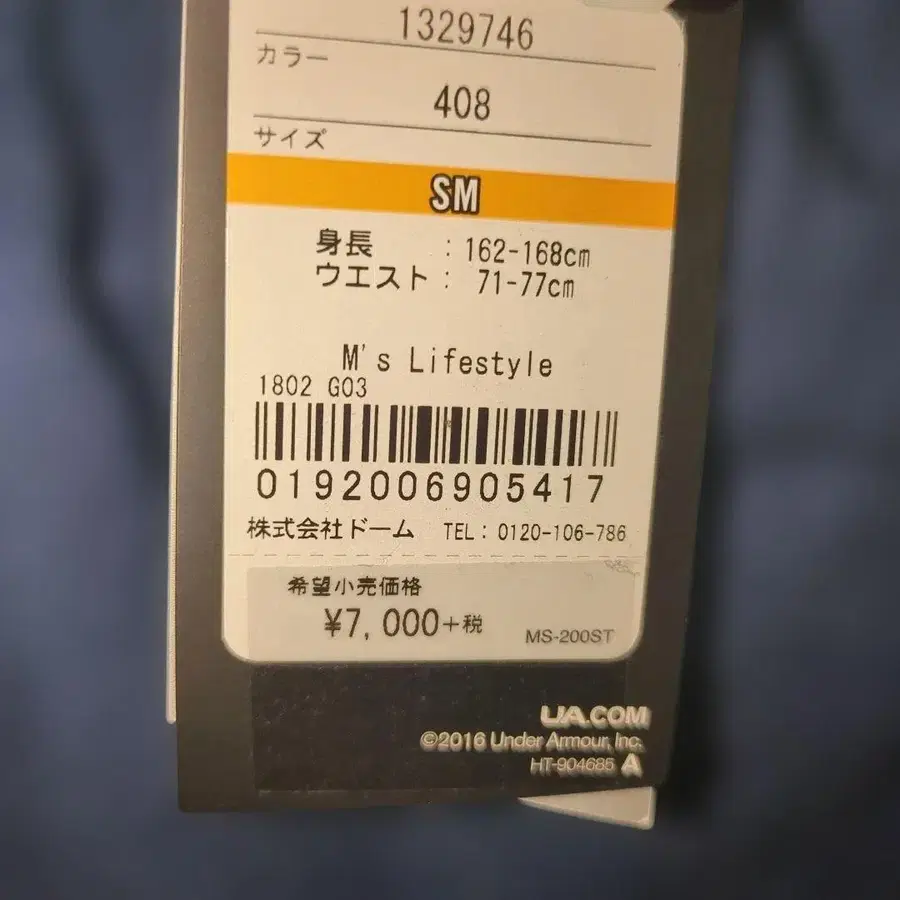 1329746
カラー
408
サイズ
SM
身長 : 162-168cm
ウエスト : 71-77cm
M's Lifestyle
1802 G03
0192006905417
株式会社ドーム TEL: 0120-106-786
希望小売価格
¥7,000+税
MS-200ST
UA.COM
©2016 Under Armour, Inc.
HT-904685 A